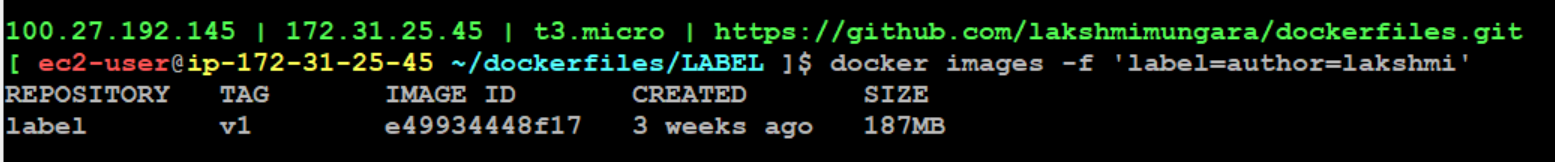 100.27.192.145 | 172.31.25.45 | t3.micro | https://github.com/lakshmimungara/dockerfiles.git
[ ec2-user@ip-172-31-25-45 ~/dockerfiles/LABEL ]$ docker images -f 'label=author=lakshmi'
REPOSITORY   TAG       IMAGE ID       CREATED       SIZE
label        v1        e49934448f17   3 weeks ago   187MB